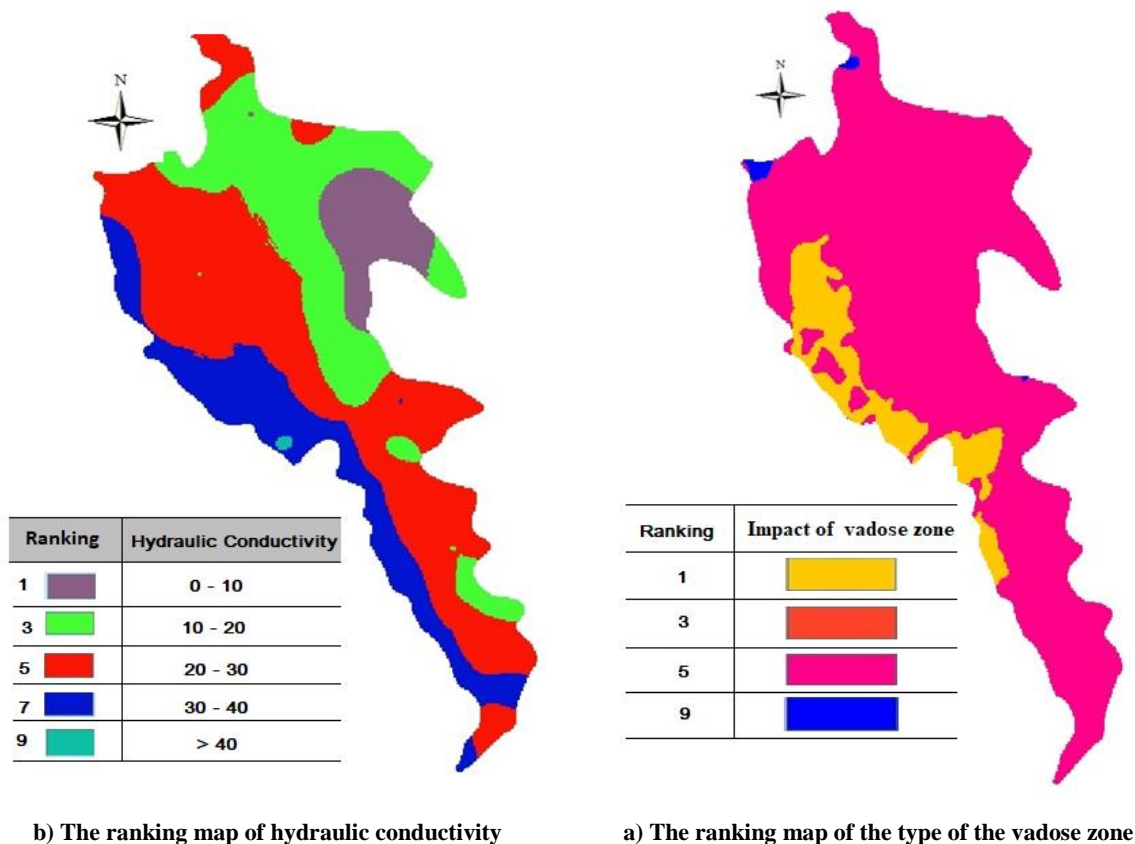 N
Ranking Hydraulic Conductivity
1 0 - 10
3 10 - 20
5 20 - 30
7 30 - 40
9 > 40
b) The ranking map of hydraulic conductivity
N
Ranking Impact of vadose zone
1
3
5
9
a) The ranking map of the type of the vadose zone